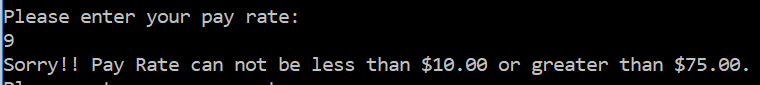 Please enter your pay rate:
9
Sorry!! Pay Rate can not be less than $10.00 or greater than $75.00.